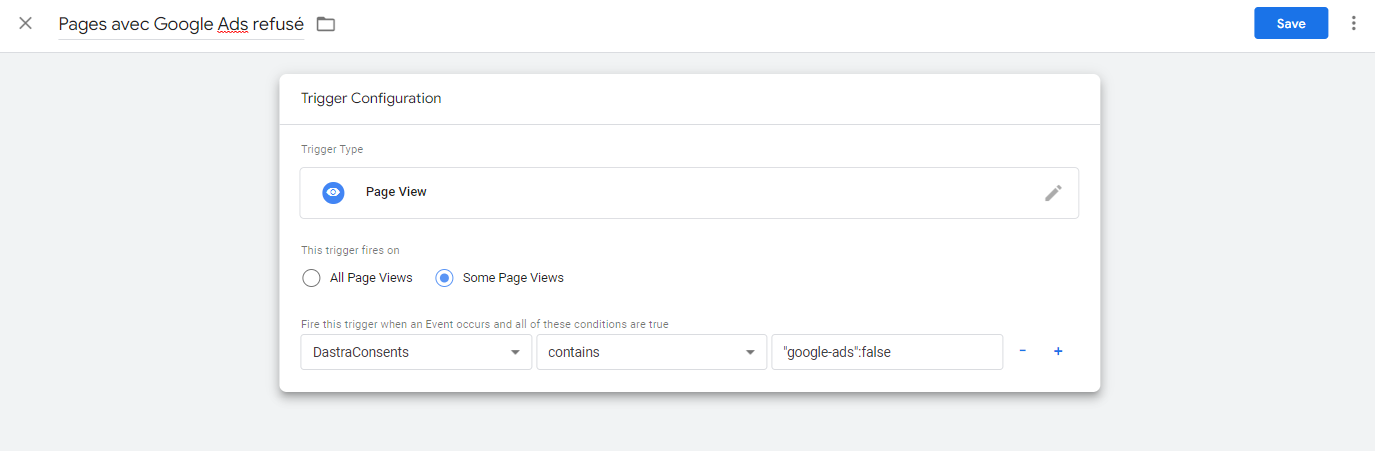 Pages avec Google Ads refusé
Save
Trigger Configuration
Trigger Type
Page View
This trigger fires on
All Page Views Some Page Views
Fire this trigger when an Event occurs and all of these conditions are true
DastraConsents contains "google-ads":false - +